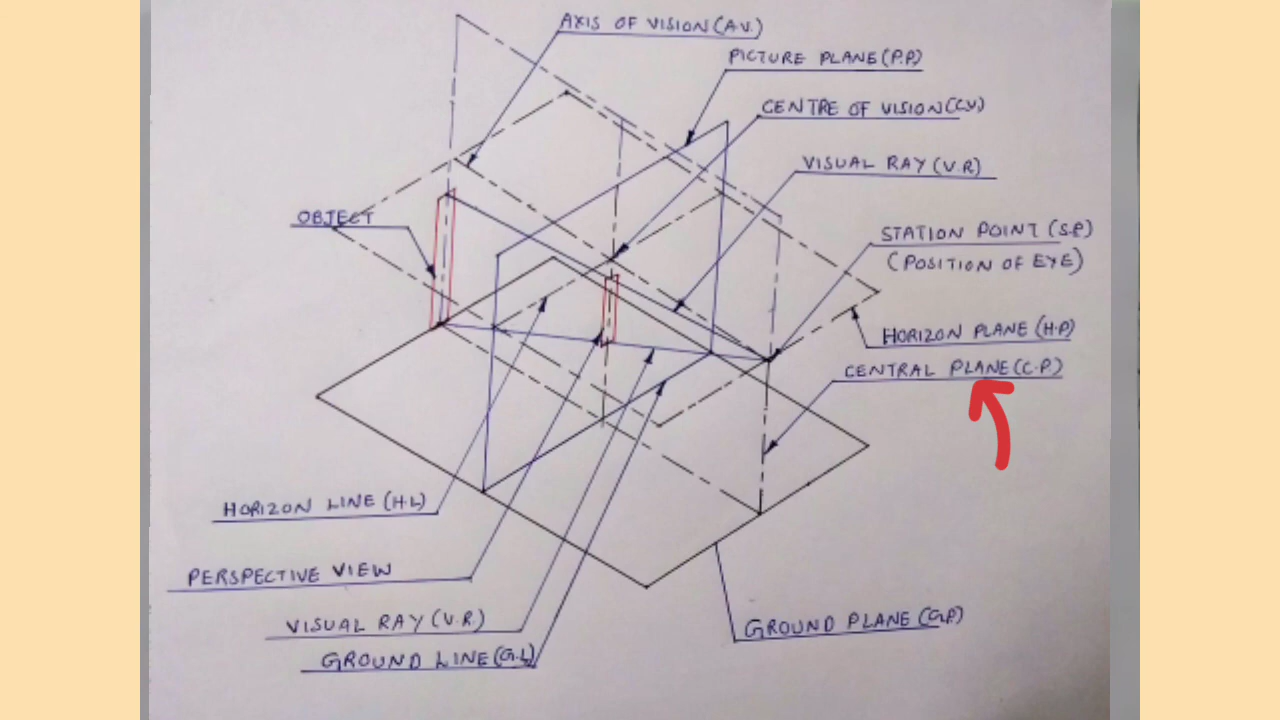 AXIS OF VISION (A.V.)
PICTURE PLANE (P.P)
CENTRE OF VISION (C.V.)
VISUAL RAY (V.R)
OBJECT
STATION POINT (S.P.)
(POSITION OF EYE)
HORIZON PLANE (H.P)
CENTRAL PLANE (C.P.)
HORIZON LINE (H.L)
PERSPECTIVE VIEW
VISUAL RAY (V.R)
GROUND LINE (G.L)
GROUND PLANE (G.P)